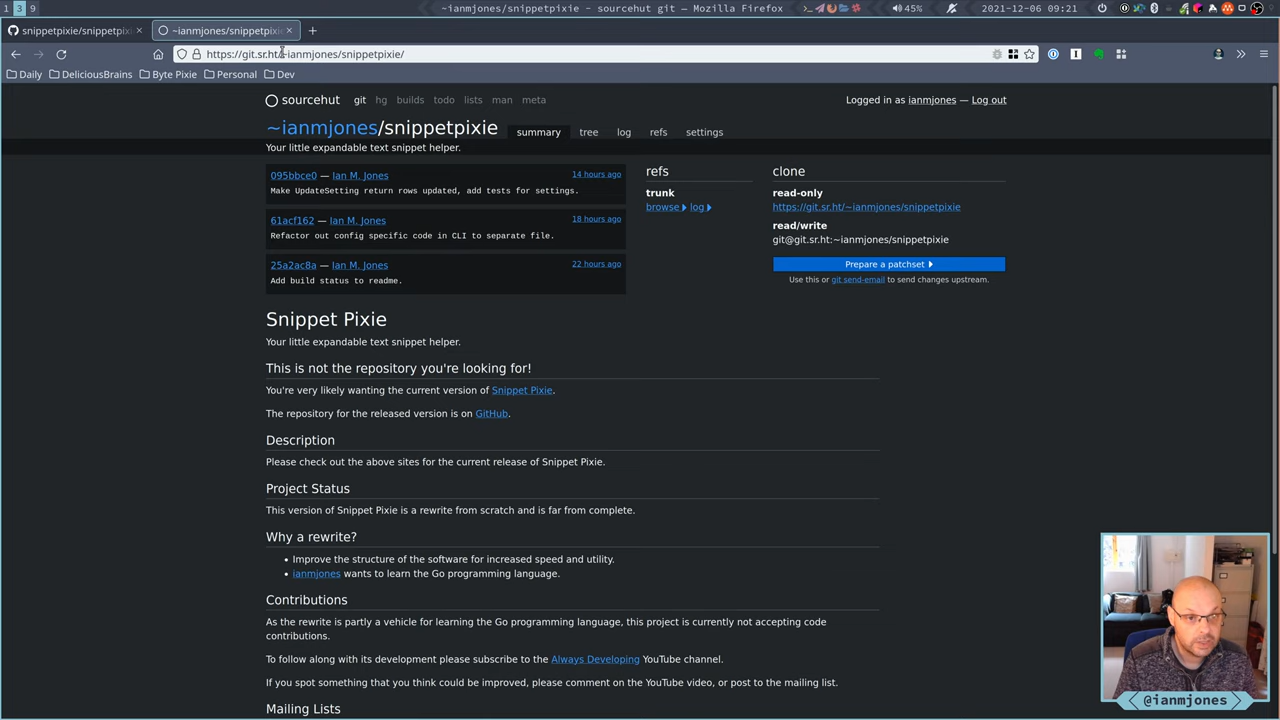 1 3 9
~ianmjones/snippetpixie - sourcehut git) - Mozilla Firefox
45%
2021-12-06 09:21
snippetpixie/snippetpixi
~ianmjones/snippetpixie
https://git.sr.ht/~ianmjones/snippetpixie/
Daily DeliciousBrains Byte Pixie Personal Dev
sourcehut git hg builds todo lists man meta
Logged in as ianmjones — Log out
~ianmjones/snippetpixie summary tree log refs settings
Your little expandable text snippet helper.
095bbce0 — Ian M. Jones 14 hours ago
Make UpdateSetting return rows updated, add tests for settings.
61acf162 — Ian M. Jones 18 hours ago
Refactor out config specific code in CLI to separate file.
25a2ac8a — Ian M. Jones 22 hours ago
Add build status to readme.
refs
trunk
browse log
clone
read-only
https://git.sr.ht/~ianmjones/snippetpixie
read/write
git@git.sr.ht:~ianmjones/snippetpixie
Prepare a patchset
Use this or git send-email to send changes upstream.
Snippet Pixie
Your little expandable text snippet helper.
This is not the repository you're looking for!
You're very likely wanting the current version of Snippet Pixie.
The repository for the released version is on GitHub.
Description
Please check out the above sites for the current release of Snippet Pixie.
Project Status
This version of Snippet Pixie is a rewrite from scratch and is far from complete.
Why a rewrite?
• Improve the structure of the software for increased speed and utility.
• ianmjones wants to learn the Go programming language.
Contributions
As the rewrite is partly a vehicle for learning the Go programming language, this project is currently not accepting code
contributions.
To follow along with its development please subscribe to the Always Developing YouTube channel.
If you spot something that you think could be improved, please comment on the YouTube video, or post to the mailing list.
Mailing Lists
@ianmjones